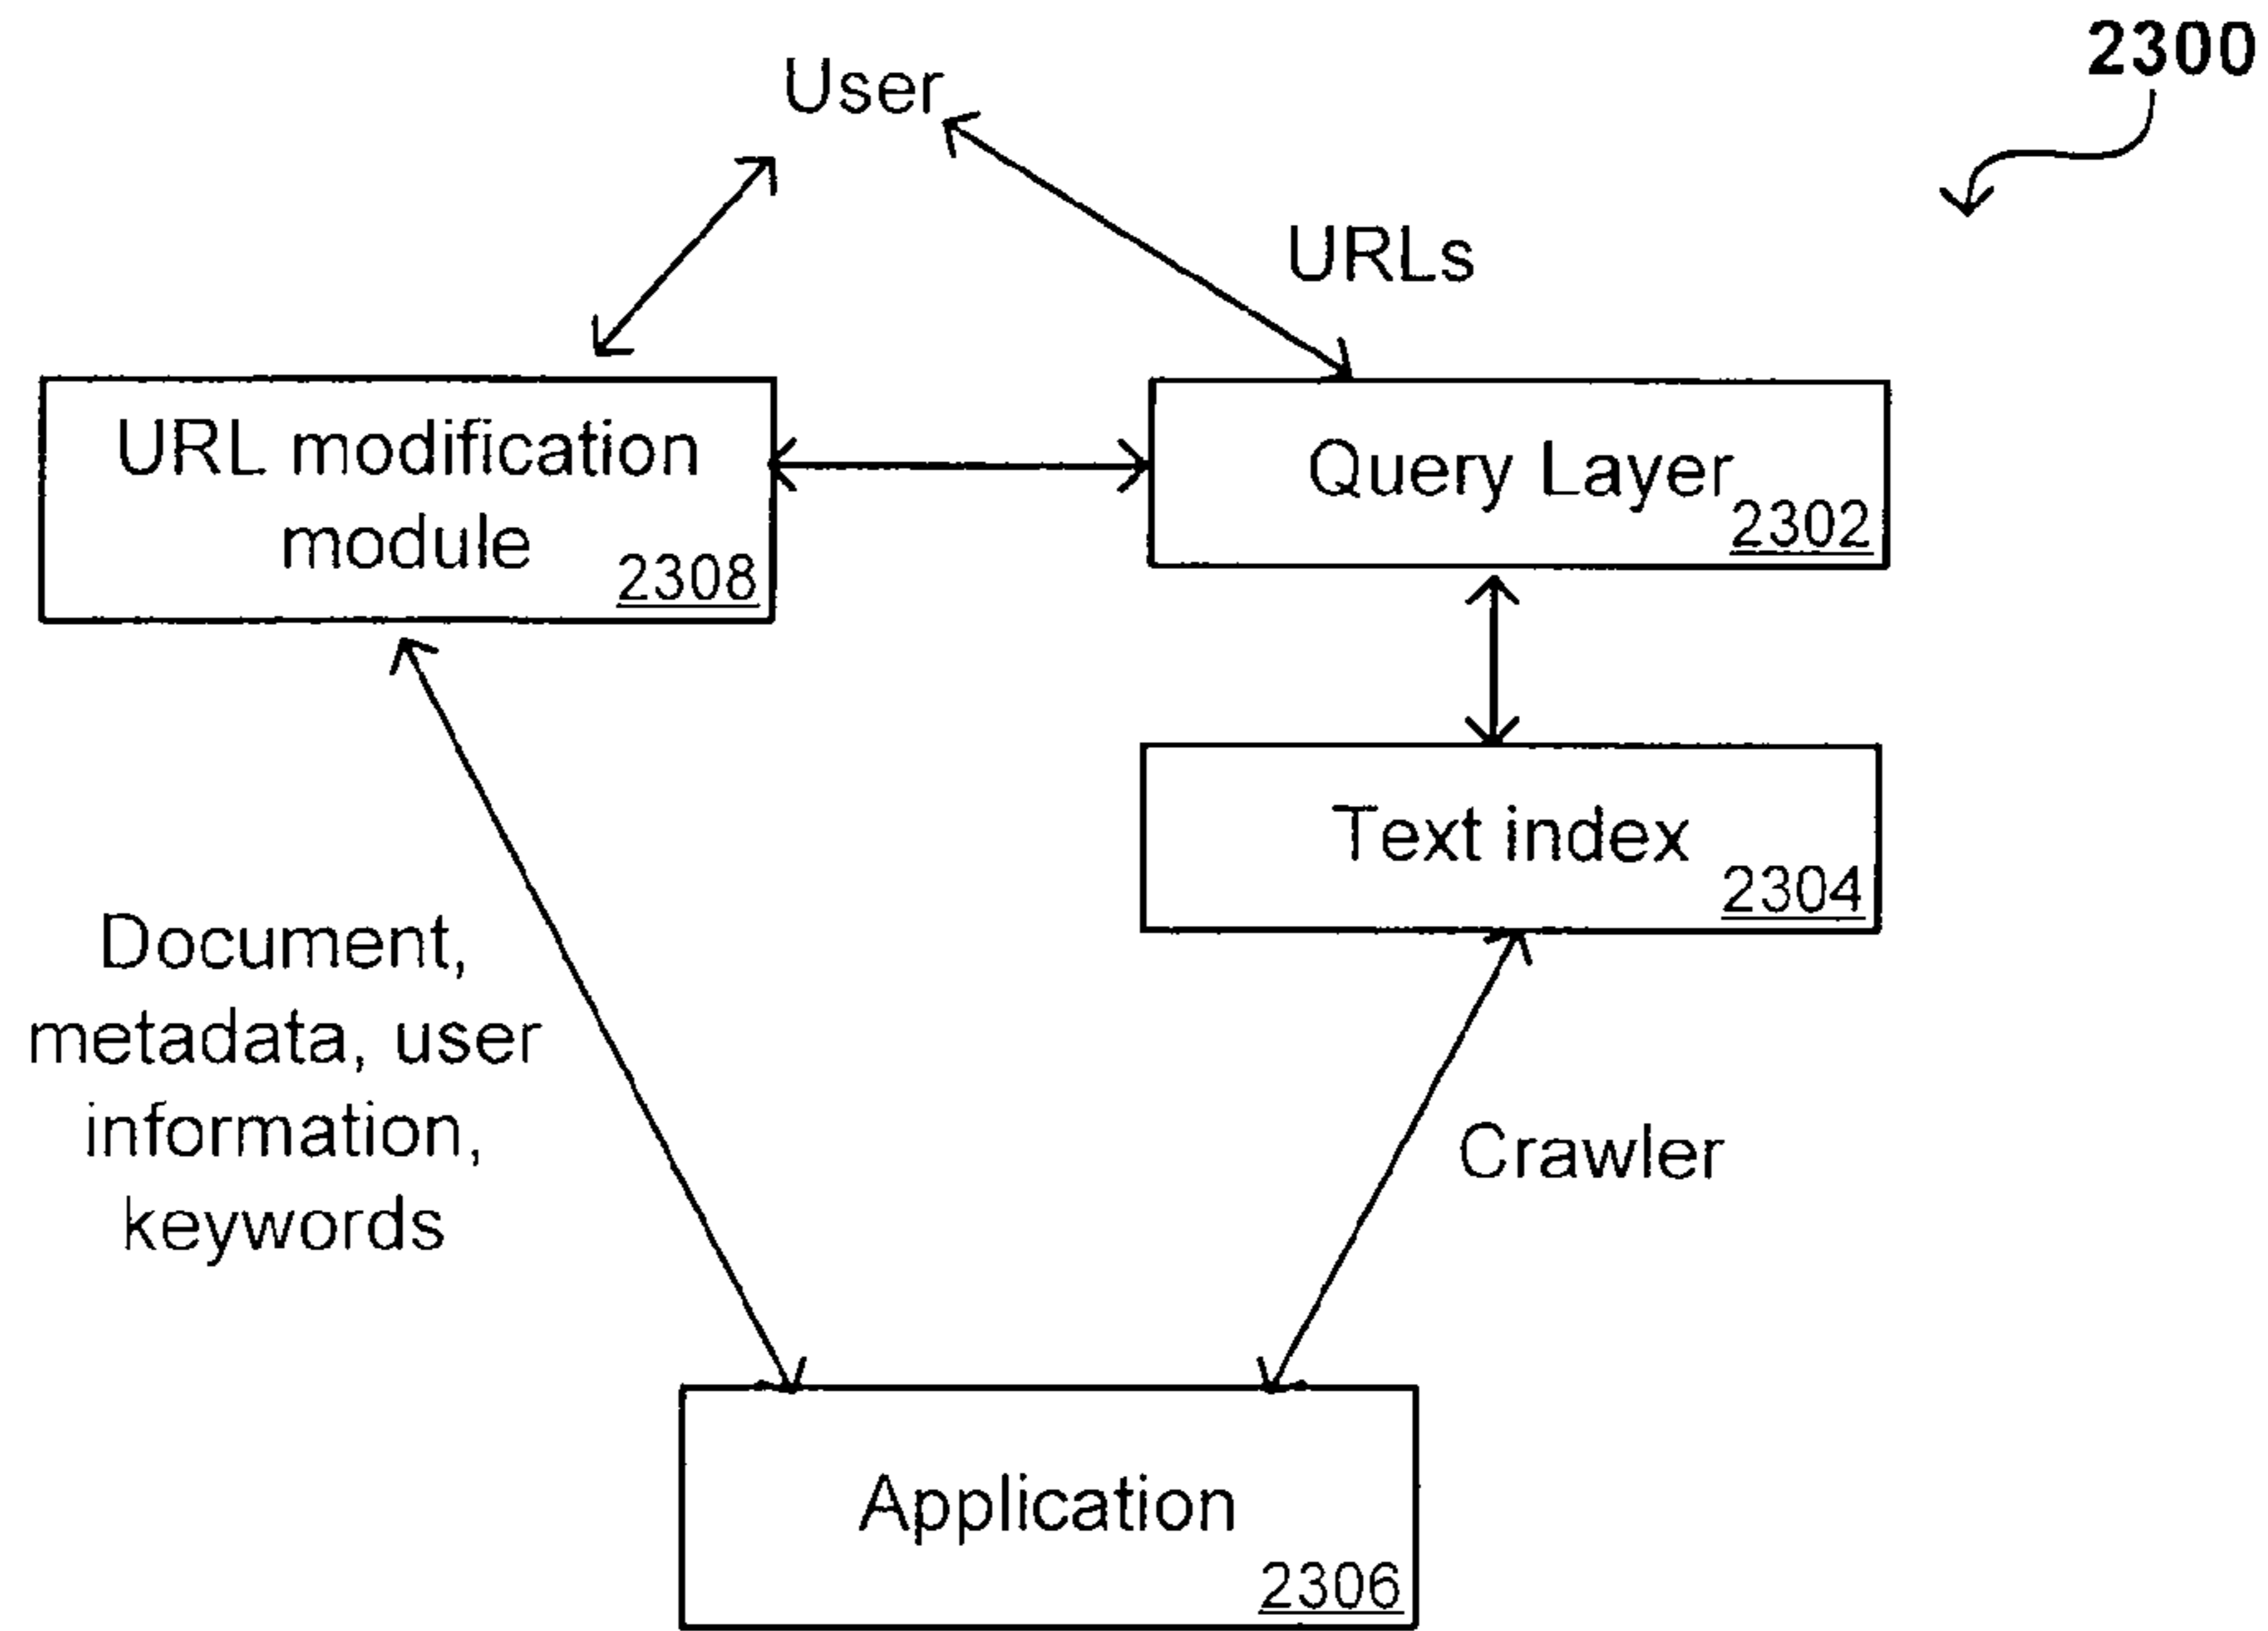 2300
User
URLs
URL modification
module
2308
Query Layer
2302
Text index
2304
Document,
metadata, user
information,
keywords
Crawler
Application
2306